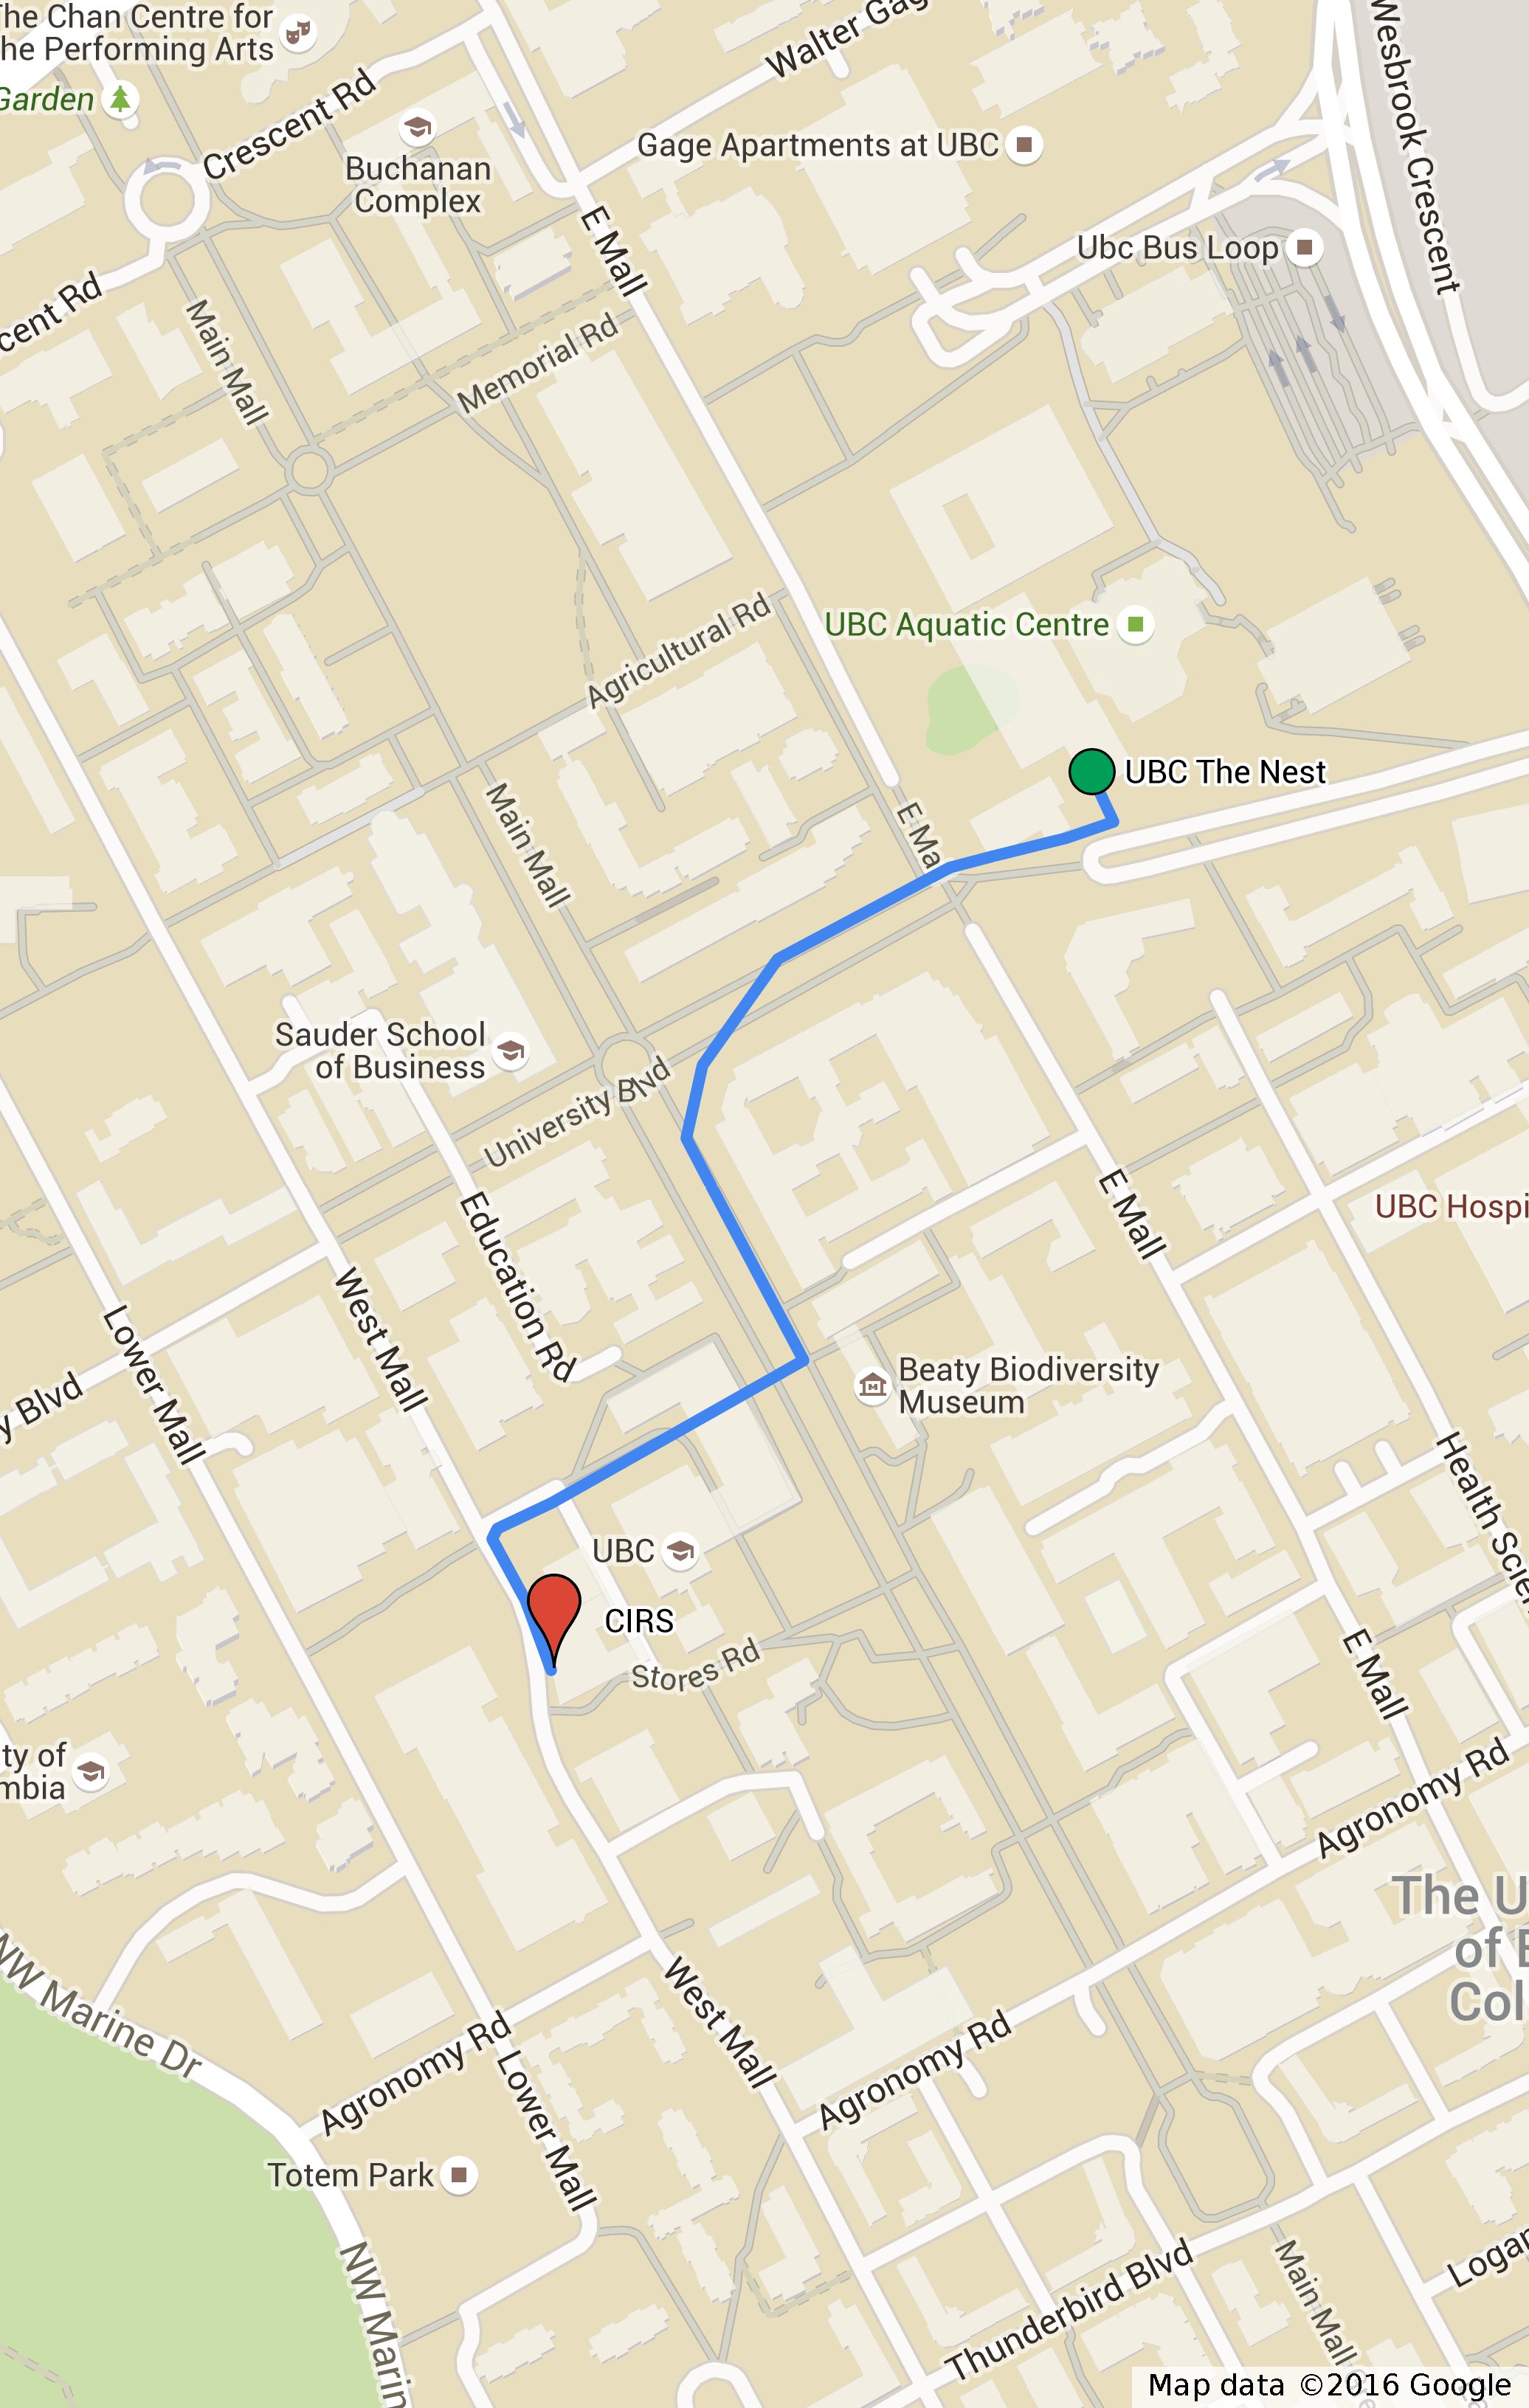 The Chan Centre for
the Performing Arts
Garden
Crescent Rd
Buchanan
Complex
Walter Gag
Wesbrook Crescent
Gage Apartments at UBC
E Mall
Ubc Bus Loop
cent Rd
Main Mall
Memorial Rd
UBC Aquatic Centre
Agricultural Rd
UBC The Nest
Main Mall
E Ma
Sauder School
of Business
University Blvd
Education Rd
E Mall
UBC Hospi
West Mall
Lower Mall
y Blvd
Beaty Biodiversity
Museum
Health Scien
UBC
CIRS
Stores Rd
E Mall
ty of
mbia
Agronomy Rd
The U
of B
Col
NW Marine Dr
West Mall
Agronomy Rd
Agronomy Rd
Lower Mall
Totem Park
NW Marin
Thunderbird Blvd
Main Mall
Logan
Map data ©2016 Google